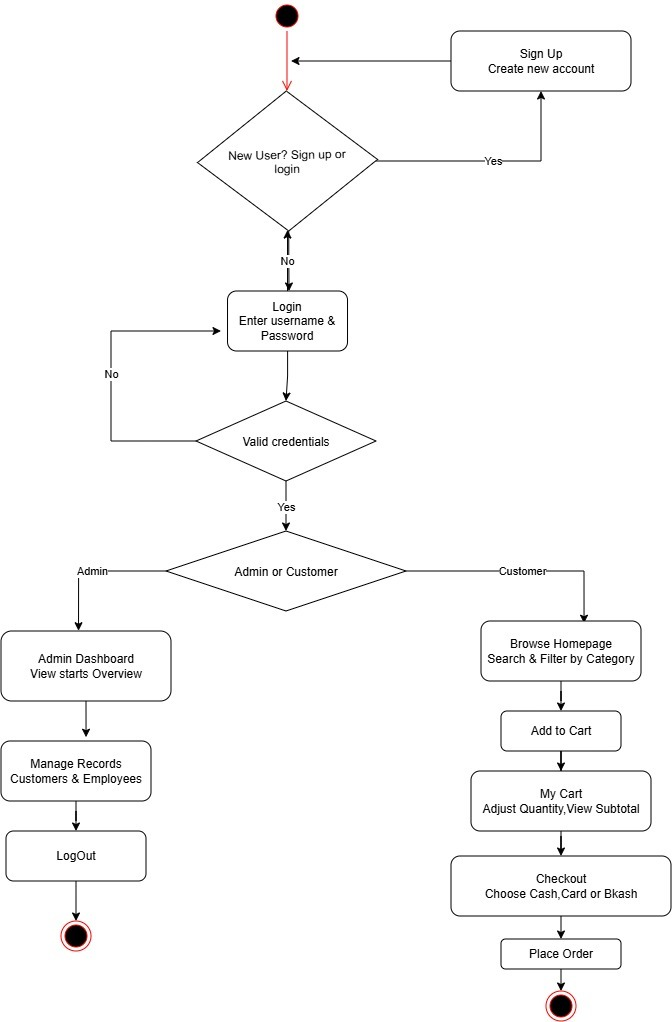 Sign Up
Create new account
New User? Sign up or
login
Yes
No
Login
Enter username &
Password
No
Valid credentials
Yes
Admin
Admin or Customer
Customer
Admin Dashboard
View starts Overview
Browse Homepage
Search & Filter by Category
Add to Cart
Manage Records
Customers & Employees
My Cart
Adjust Quantity,View Subtotal
LogOut
Checkout
Choose Cash,Card or Bkash
Place Order